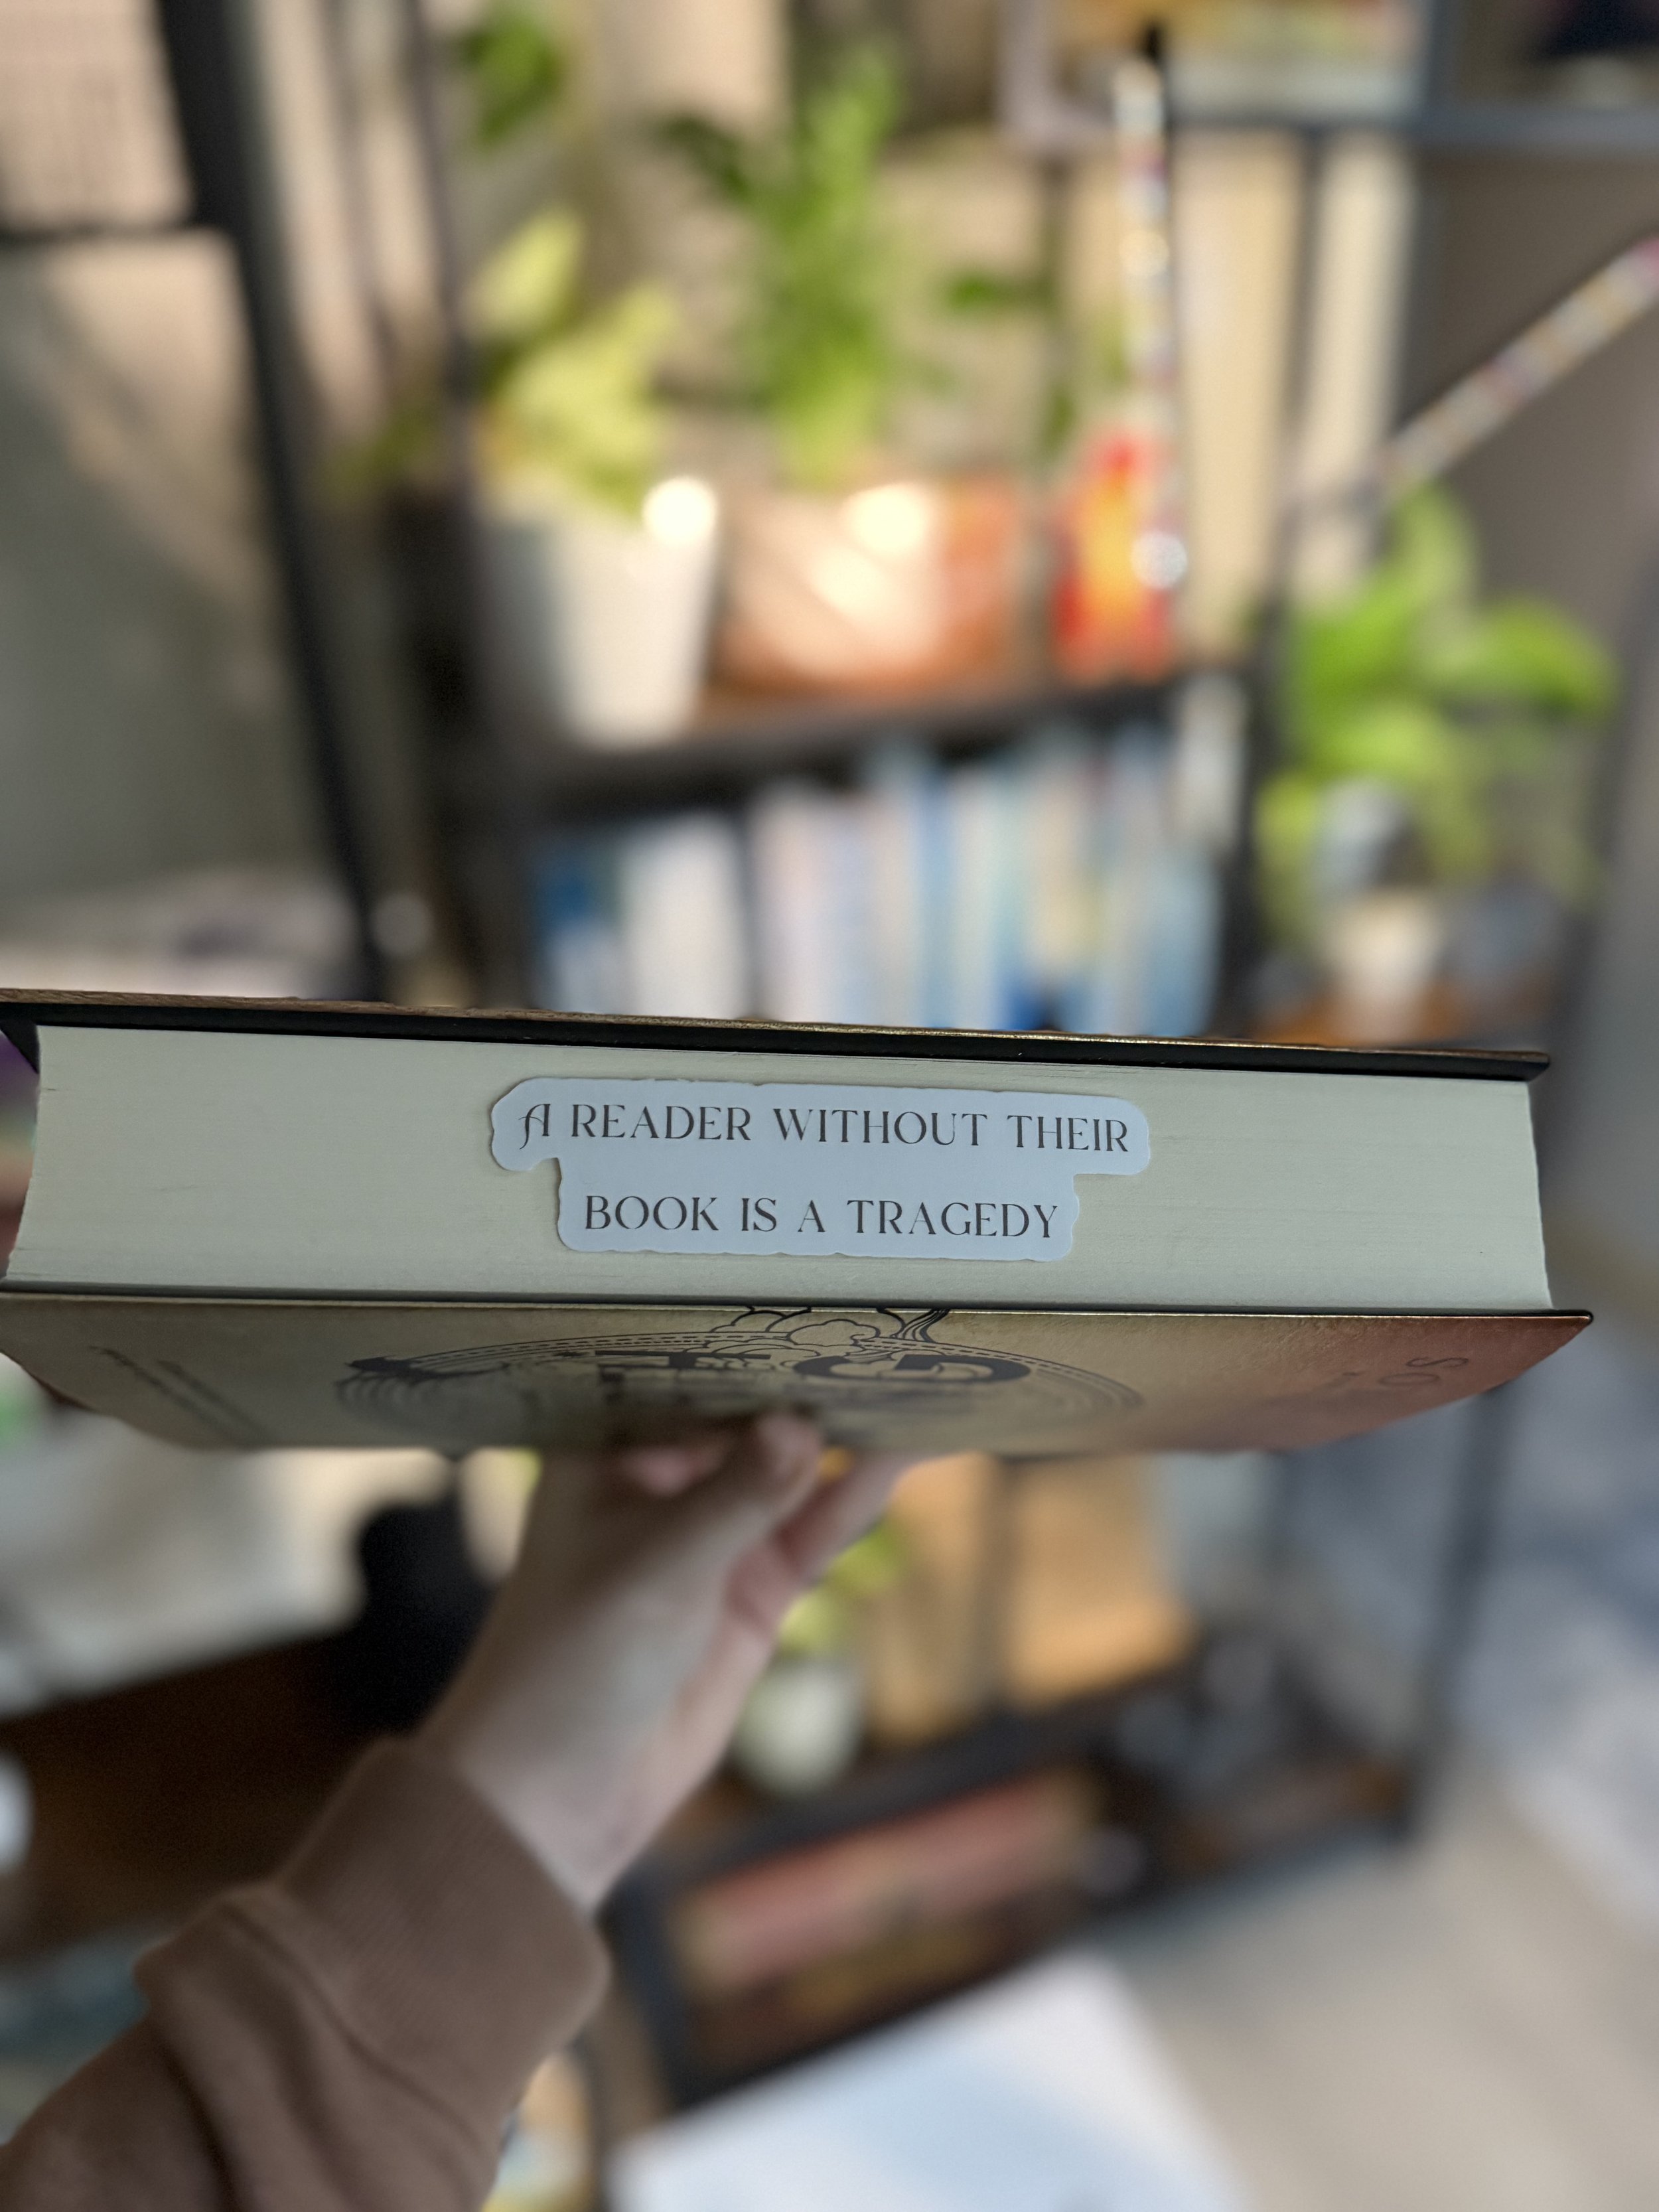 A READER WITHOUT THEIR
BOOK IS A TRAGEDY